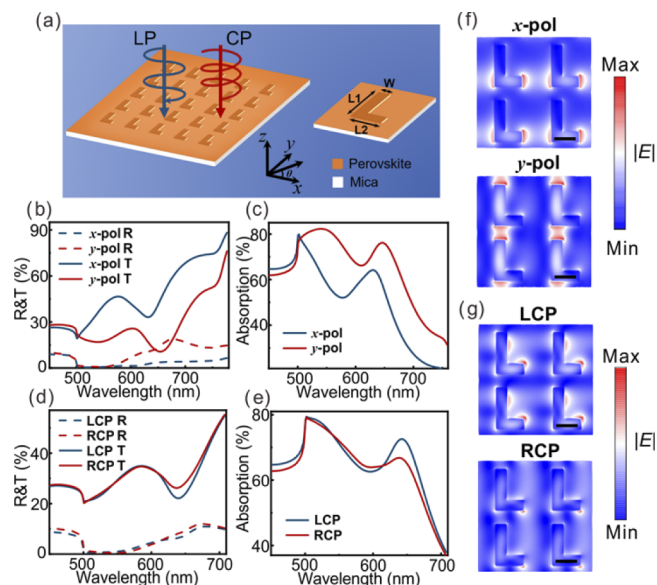 (a)
LP
CP
W
L1
L2
z
y
θ
x
Perovskite
Mica
(b)
90
60
30
0
R&T (%)
x-pol R
y-pol R
x-pol T
y-pol T
500
600
700
Wavelength (nm)
(c)
80
60
40
Absorption (%)
x-pol
y-pol
500
600
700
Wavelength (nm)
(d)
40
20
0
R&T (%)
LCP R
RCP R
LCP T
RCP T
500
600
700
Wavelength (nm)
(e)
80
60
40
Absorption (%)
LCP
RCP
500
600
700
Wavelength (nm)
(f)
x-pol
y-pol
Max
|E|
Min
(g)
LCP
RCP
Max
|E|
Min